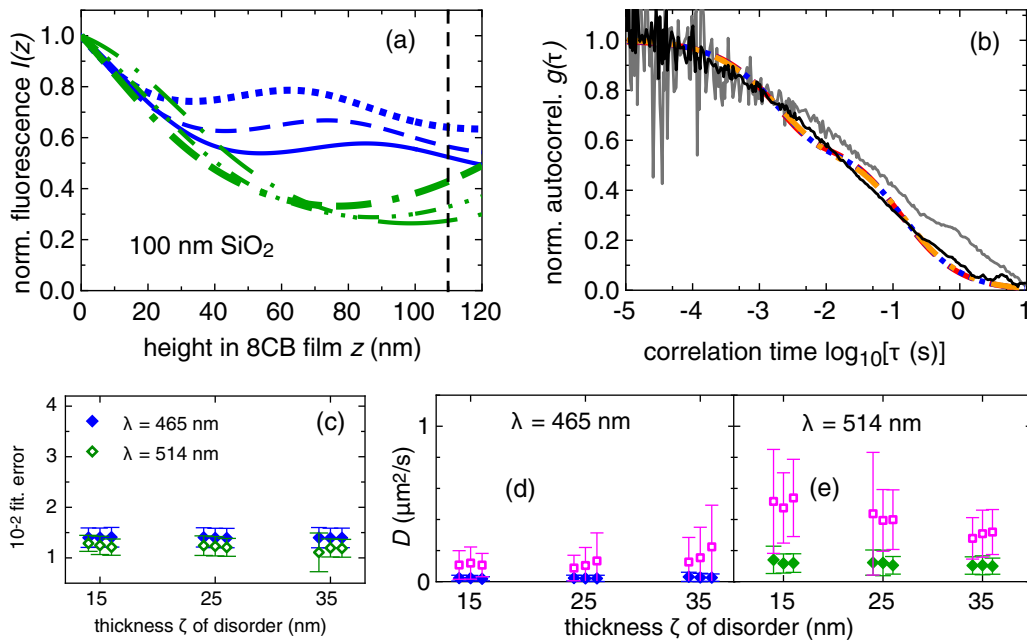 norm. fluorescence I(z)
1.0
0.8
0.6
0.4
0.2
0.0
(a)
100 nm SiO₂
0 20 40 60 80 100 120
height in 8CB film z (nm)
norm. autocorrel. g(τ)
1.0
0.8
0.6
0.4
0.2
0.0
(b)
-5 -4 -3 -2 -1 0 1
correlation time log₁₀[τ (s)]
10⁻² fit. error
4
3
2
1
(c)
λ = 465 nm
λ = 514 nm
15 25 35
thickness ζ of disorder (nm)
D (μm²/s)
1
0
λ = 465 nm
(d)
15 25 35
λ = 514 nm
(e)
15 25 35
thickness ζ of disorder (nm)